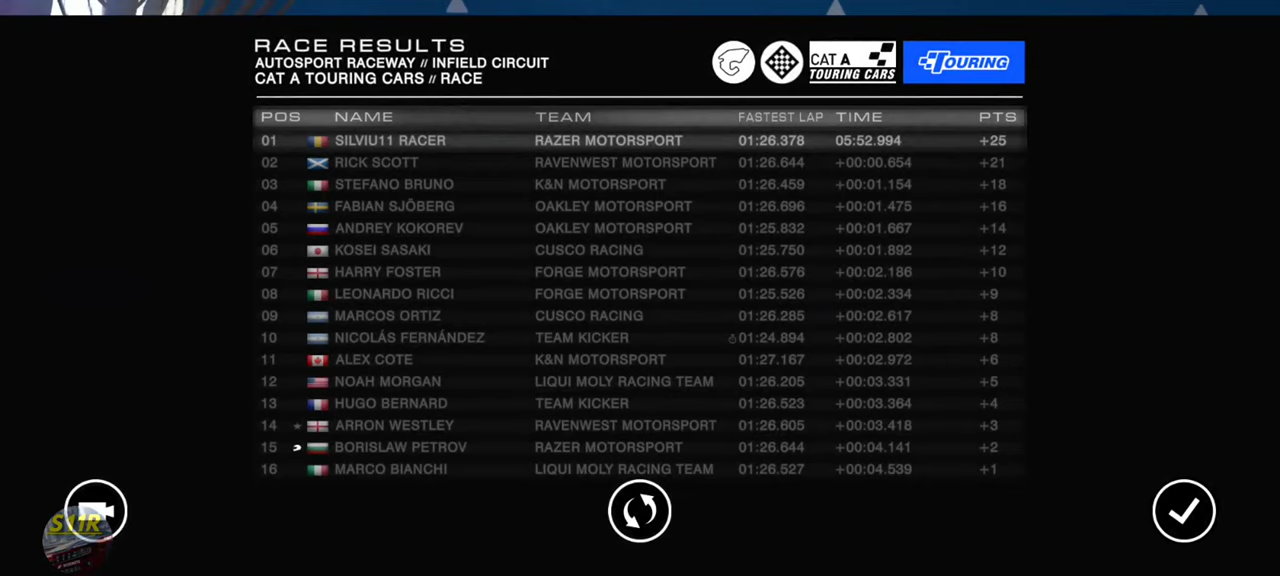 RACE RESULTS
AUTOSPORT RACEWAY // INFIELD CIRCUIT
CAT A TOURING CARS // RACE
CAT A
TOURING CARS
TOURING
POS NAME TEAM FASTEST LAP TIME PTS
01 SILVIU11 RACER RAZER MOTORSPORT 01:26.378 05:52.994 +25
02 RICK SCOTT RAVENWEST MOTORSPORT 01:26.644 +00:00.654 +21
03 STEFANO BRUNO K&N MOTORSPORT 01:26.459 +00:01.154 +18
04 FABIAN SJÖBERG OAKLEY MOTORSPORT 01:26.696 +00:01.475 +16
05 ANDREY KOKOREV OAKLEY MOTORSPORT 01:25.832 +00:01.667 +14
06 KOSEI SASAKI CUSCO RACING 01:25.750 +00:01.892 +12
07 HARRY FOSTER FORGE MOTORSPORT 01:26.576 +00:02.186 +10
08 LEONARDO RICCI FORGE MOTORSPORT 01:25.526 +00:02.334 +9
09 MARCOS ORTIZ CUSCO RACING 01:26.285 +00:02.617 +8
10 NICOLÁS FERNÁNDEZ TEAM KICKER 01:24.894 +00:02.802 +8
11 ALEX COTE K&N MOTORSPORT 01:27.167 +00:02.972 +6
12 NOAH MORGAN LIQUI MOLY RACING TEAM 01:26.205 +00:03.331 +5
13 HUGO BERNARD TEAM KICKER 01:26.523 +00:03.364 +4
14 ARRON WESTLEY RAVENWEST MOTORSPORT 01:26.605 +00:03.418 +3
15 BORISLAW PETROV RAZER MOTORSPORT 01:26.644 +00:04.141 +2
16 MARCO BIANCHI LIQUI MOLY RACING TEAM 01:26.527 +00:04.539 +1
S11R